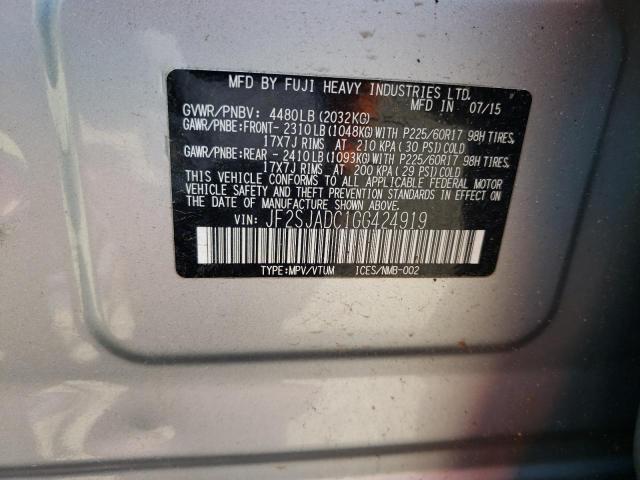 MFD BY FUJI HEAVY INDUSTRIES LTD.
MFD IN 07/15
GVWR/PNBV: 4480LB (2032KG)
GAWR/PNBE:FRONT- 2310LB (1048KG) WITH P225/60R17 98H TIRES,
17X7J RIMS AT 210 KPA ( 30 PSI) COLD
GAWR/PNBE:REAR - 2410LB (1093KG) WITH P225/60R17 98H TIRES,
17X7J RIMS AT 200 KPA ( 29 PSI) COLD
THIS VEHICLE CONFORMS TO ALL APPLICABLE FEDERAL MOTOR
VEHICLE SAFETY AND THEFT PREVENTION STANDARDS IN EFFECT ON
THE DATE OF MANUFACTURE SHOWN ABOVE.
VIN: JF2SJADC1GG424919
TYPE:MPV/VTUM ICES/NMB-002